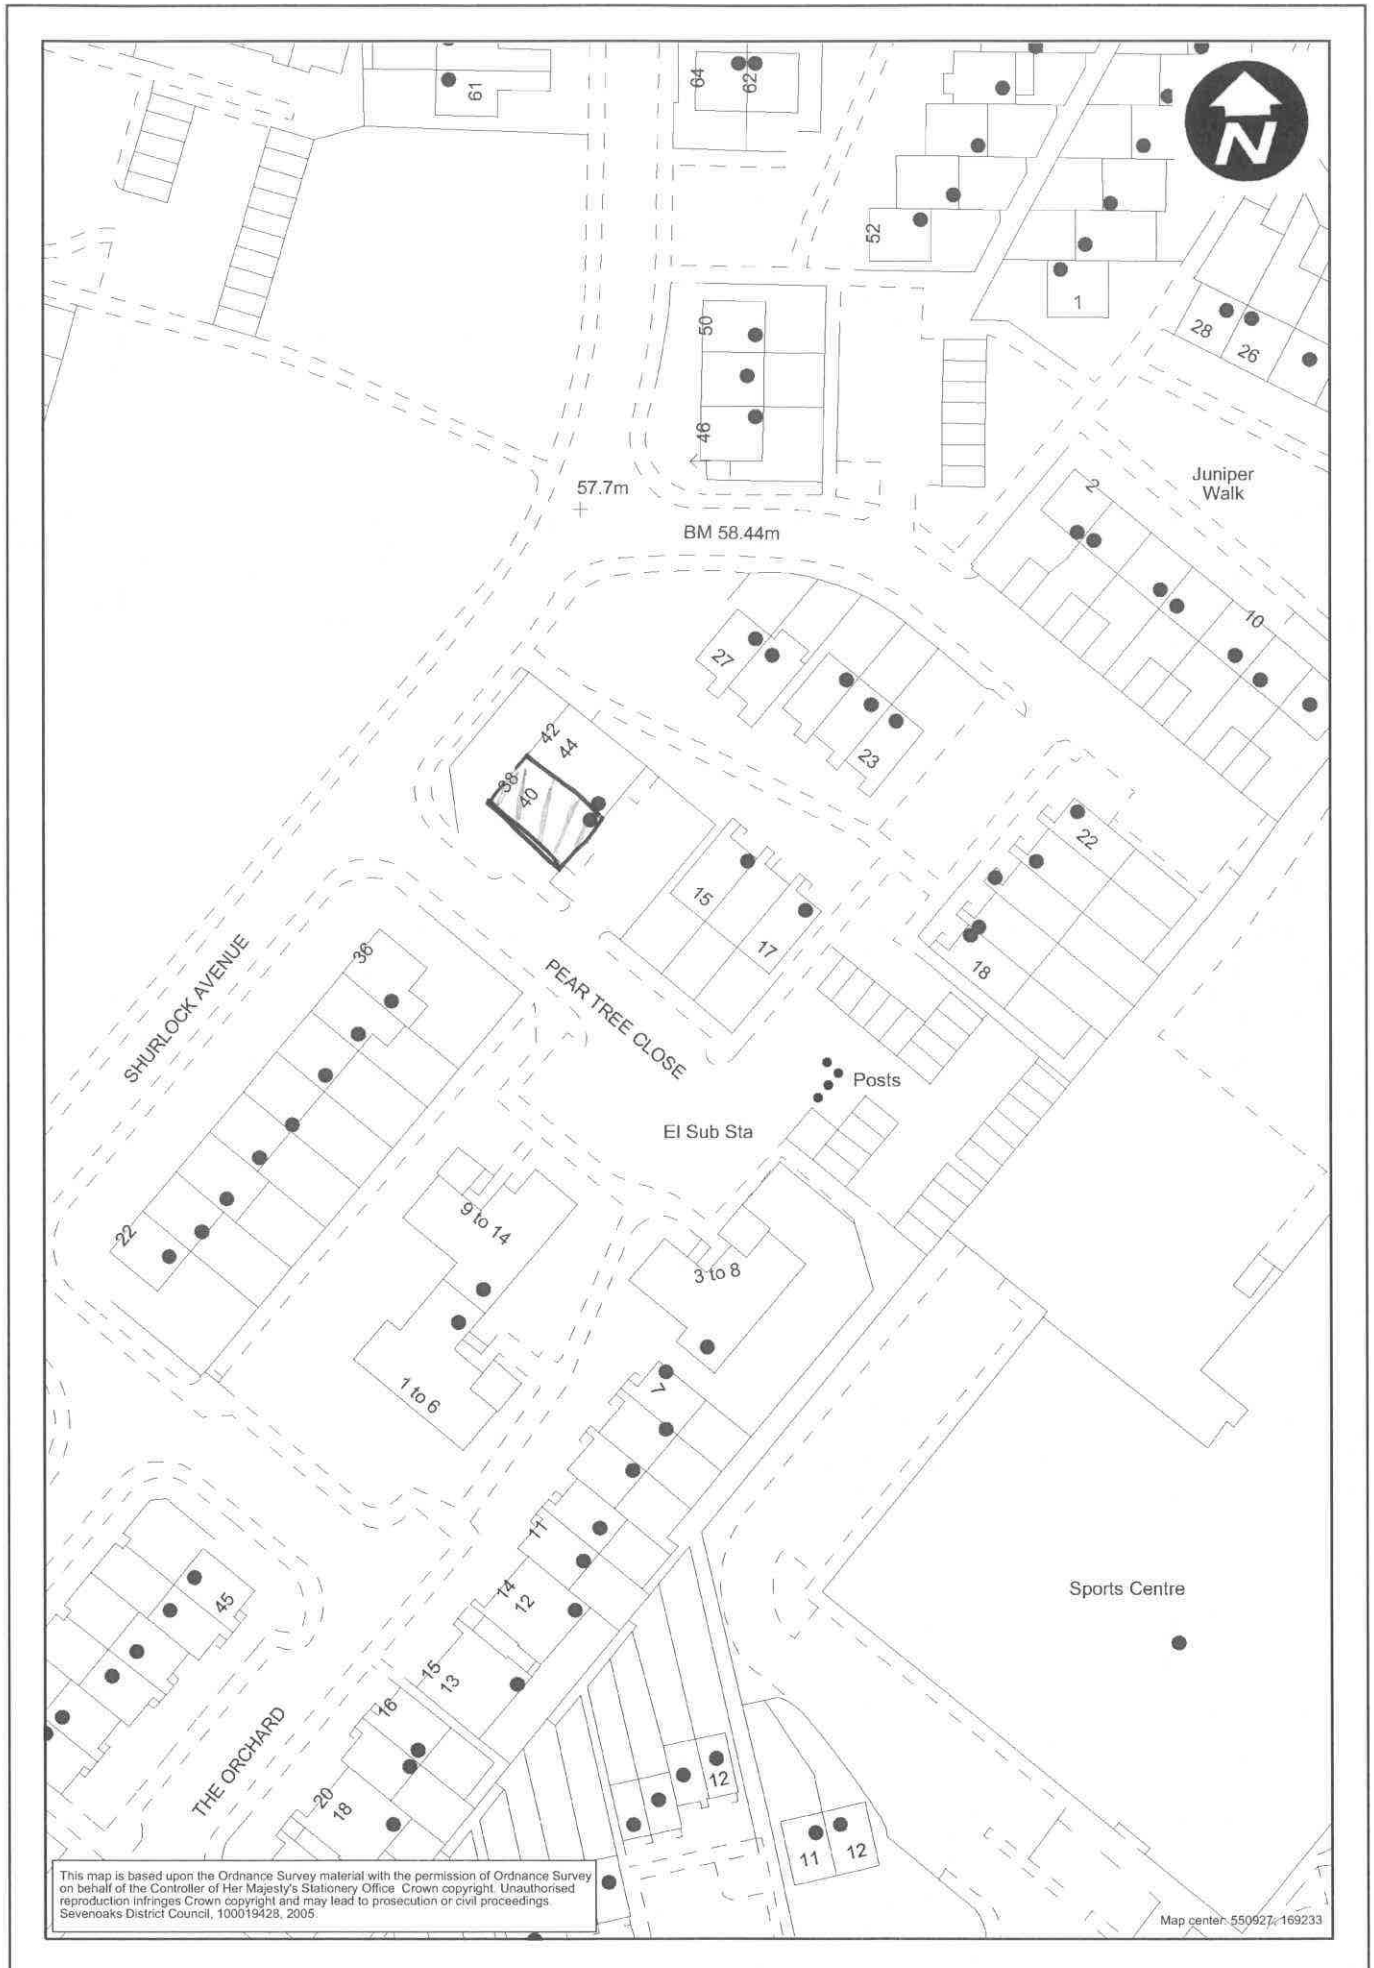 61
64
62
N
52
1
28
26
50
46
57.7m
BM 58.44m
Juniper
Walk
2
10
27
23
42
44
38
40
22
15
17
18
36
SHURLOCK AVENUE
PEAR TREE CLOSE
Posts
El Sub Sta
22
9 to 14
3 to 8
1 to 6
7
11
14
12
45
15
13
16
20
18
THE ORCHARD
Sports Centre
12
11
12
This map is based upon the Ordnance Survey material with the permission of Ordnance Survey
on behalf of the Controller of Her Majesty's Stationery Office Crown copyright. Unauthorised
reproduction infringes Crown copyright and may lead to prosecution or civil proceedings
Sevenoaks District Council, 100019428, 2005.
Map center: 550927, 169233